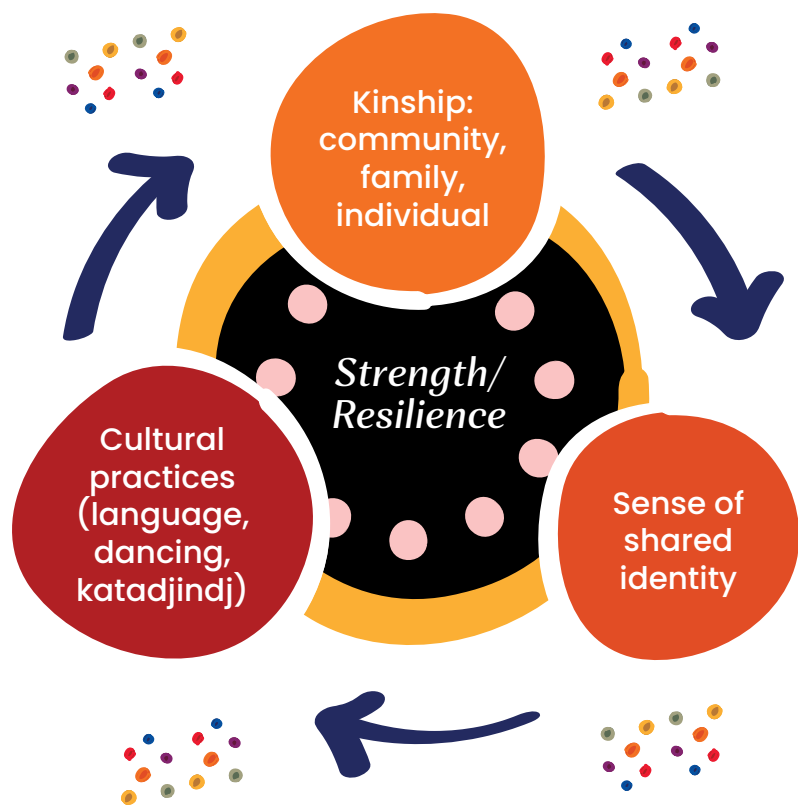 Kinship:
community,
family,
individual
Strength/
Resilience
Cultural
practices
(language,
dancing,
katadjindj)
Sense of
shared
identity